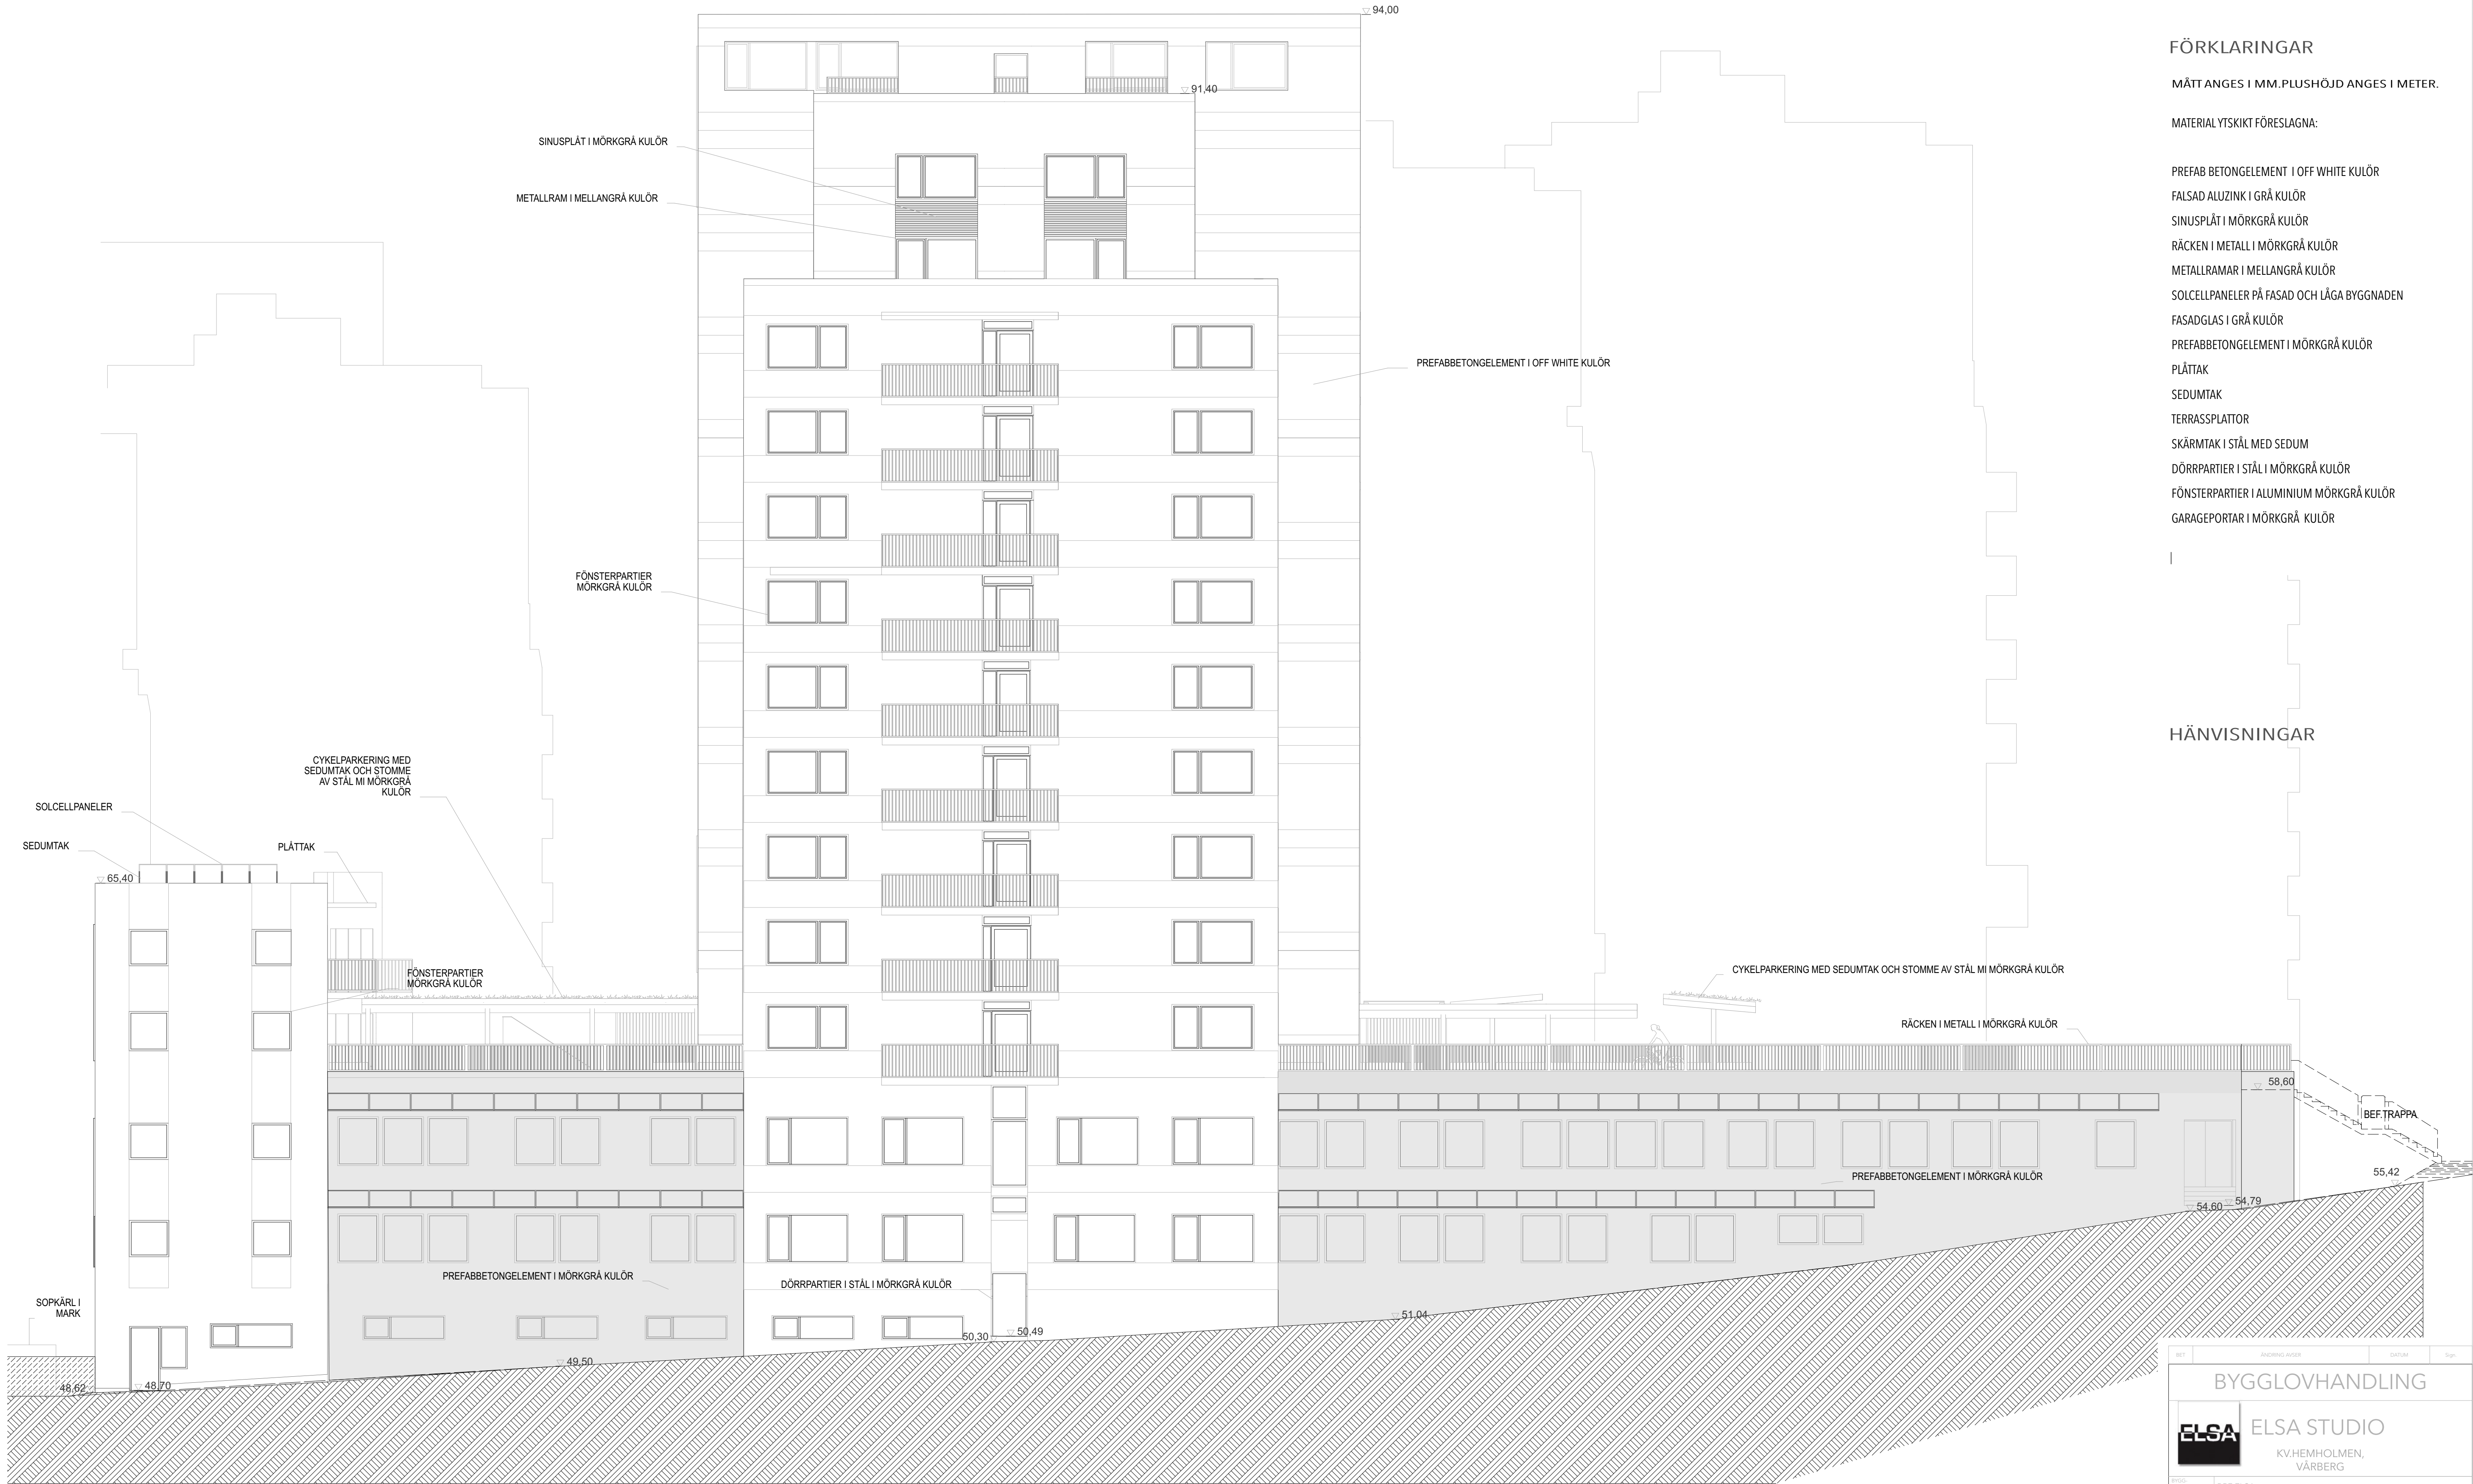 94,00
91,40
SINUSPLÅT I MÖRKGRÅ KULÖR
METALLRAM I MELLANGRÅ KULÖR
PREFABBETONGELEMENT I OFF WHITE KULÖR
FÖNSTERPARTIER
MÖRKGRÅ KULÖR
CYKELPARKERING MED
SEDUMTAK OCH STOMME
AV STÅL MI MÖRKGRÅ
KULÖR
SOLCELLPANELER
SEDUMTAK
PLÅTTAK
65,40
FÖNSTERPARTIER
MÖRKGRÅ KULÖR
CYKELPARKERING MED SEDUMTAK OCH STOMME AV STÅL MI MÖRKGRÅ KULÖR
RÄCKEN I METALL I MÖRKGRÅ KULÖR
58,60
BEF.TRAPPA
55,42
PREFABBETONGELEMENT I MÖRKGRÅ KULÖR
54,79
54,60
PREFABBETONGELEMENT I MÖRKGRÅ KULÖR
DÖRRPARTIER I STÅL I MÖRKGRÅ KULÖR
SOPKÄRL I
MARK
51,04
50,30
50,49
49,50
48,62
48,70
FÖRKLARINGAR
MÅTT ANGES I MM.PLUSHÖJD ANGES I METER.
MATERIAL YTSKIKT FÖRESLAGNA:
PREFAB BETONGELEMENT I OFF WHITE KULÖR
FALSAD ALUZINK I GRÅ KULÖR
SINUSPLÅT I MÖRKGRÅ KULÖR
RÄCKEN I METALL I MÖRKGRÅ KULÖR
METALLRAMAR I MELLANGRÅ KULÖR
SOLCELLPANELER PÅ FASAD OCH LÅGA BYGGNADEN
FASADGLAS I GRÅ KULÖR
PREFABBETONGELEMENT I MÖRKGRÅ KULÖR
PLÅTTAK
SEDUMTAK
TERRASSPLATTOR
SKÄRMTAK I STÅL MED SEDUM
DÖRRPARTIER I STÅL I MÖRKGRÅ KULÖR
FÖNSTERPARTIER I ALUMINIUM MÖRKGRÅ KULÖR
GARAGEPORTAR I MÖRKGRÅ KULÖR
HÄNVISNINGAR
BET ÄNDRING AVSER DATUM Sign
BYGGLOVHANDLING
ELSA
ELSA STUDIO
KV.HEMHOLMEN,
VÅRBERG